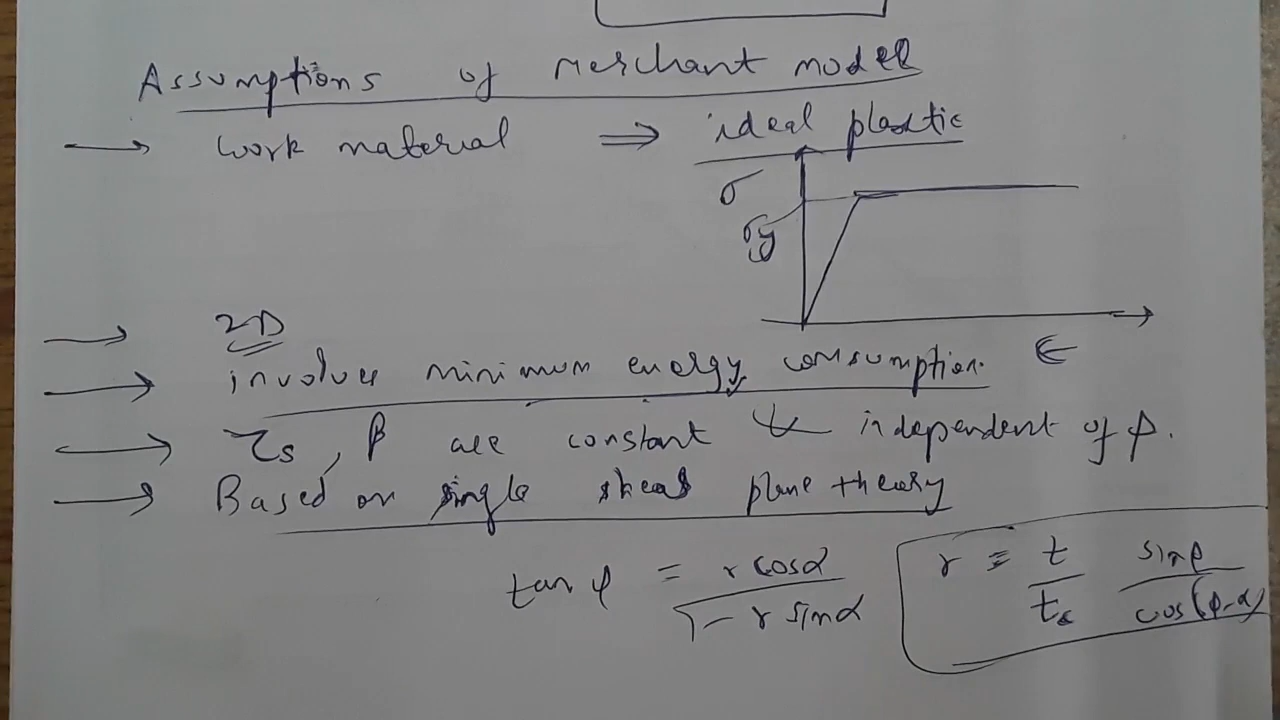 Assumptions of merchant model
→ work material ⇒ ideal plastic
σ
σy
ϵ
→ 2D
→ involves minimum energy consumption.
→ τs, β are constant & independent of φ.
→ Based on single shear plane theory
tan φ = r cosα / 1 - r sinα
r = t / tc sinφ / cos(φ-α)